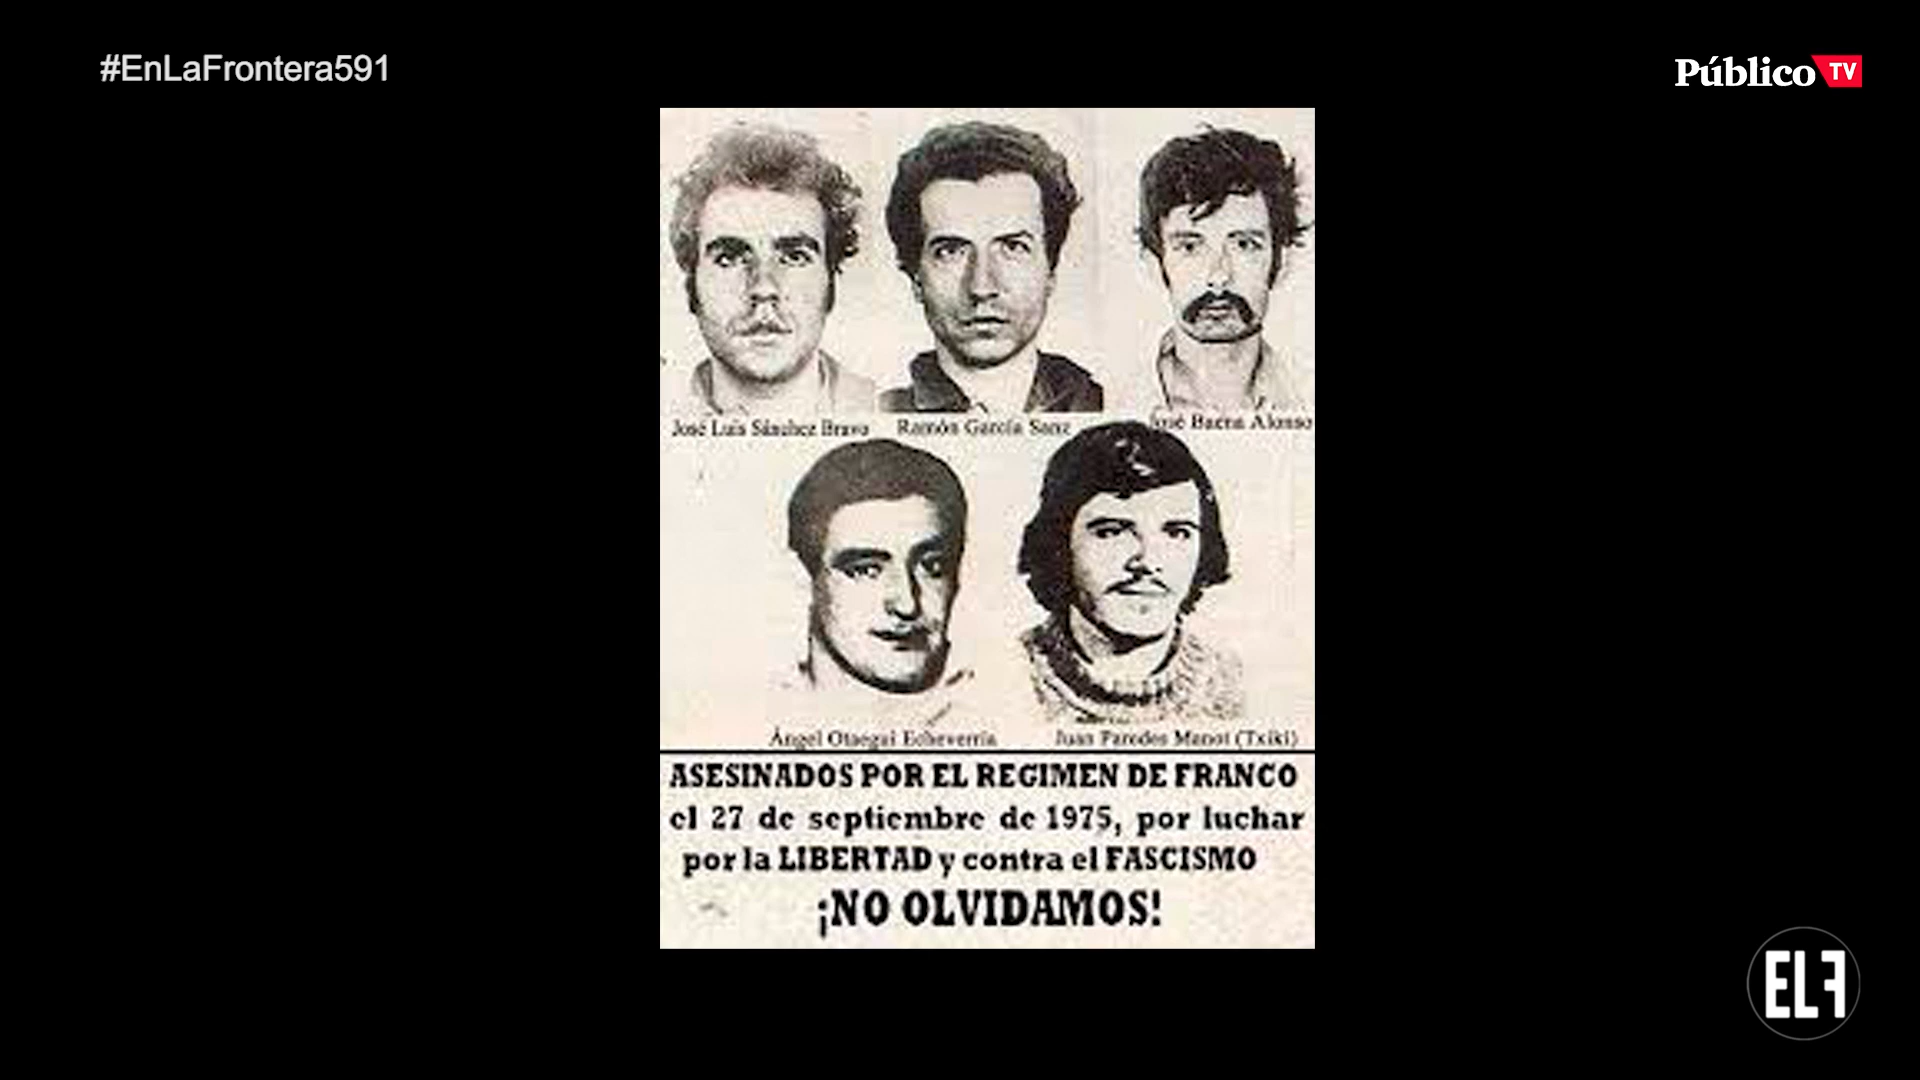 #EnLaFrontera591
Público TV
José Luis Sánchez Bravo
Ramón García Sanz
José Baena Alonso
Ángel Otaegui Echeverría
Juan Paredes Manot (Txiki)
ASESINADOS POR EL REGIMEN DE FRANCO
el 27 de septiembre de 1975, por luchar
por la LIBERTAD y contra el FASCISMO
¡NO OLVIDAMOS!
ELF